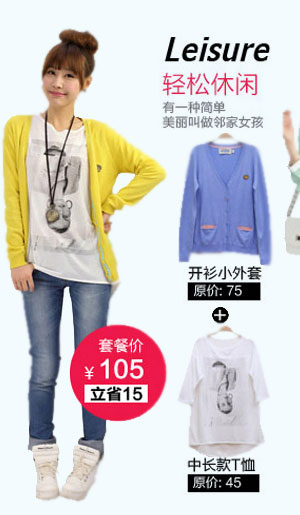 Leisure
轻松休闲
有一种简单
美丽叫做邻家女孩
开衫小外套
原价: 75
+
套餐价
¥ 105
立省15
中长款T恤
原价: 45